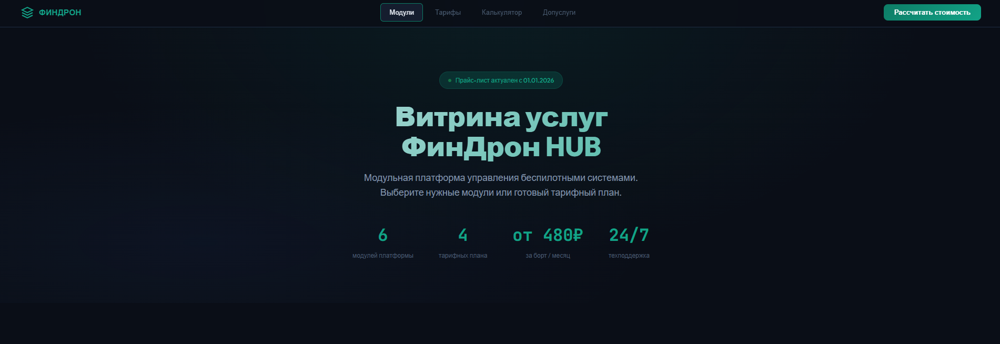 ФИНДРОН
Модули
Тарифы
Калькулятор
Допуслуги
Рассчитать стоимость
Прайс-лист актуален с 01.01.2026
Витрина услуг
ФинДрон HUB
Модульная платформа управления беспилотными системами.
Выберите нужные модули или готовый тарифный план.
6
модулей платформы
4
тарифных плана
от 480₽
за борт / месяц
24/7
техподдержка